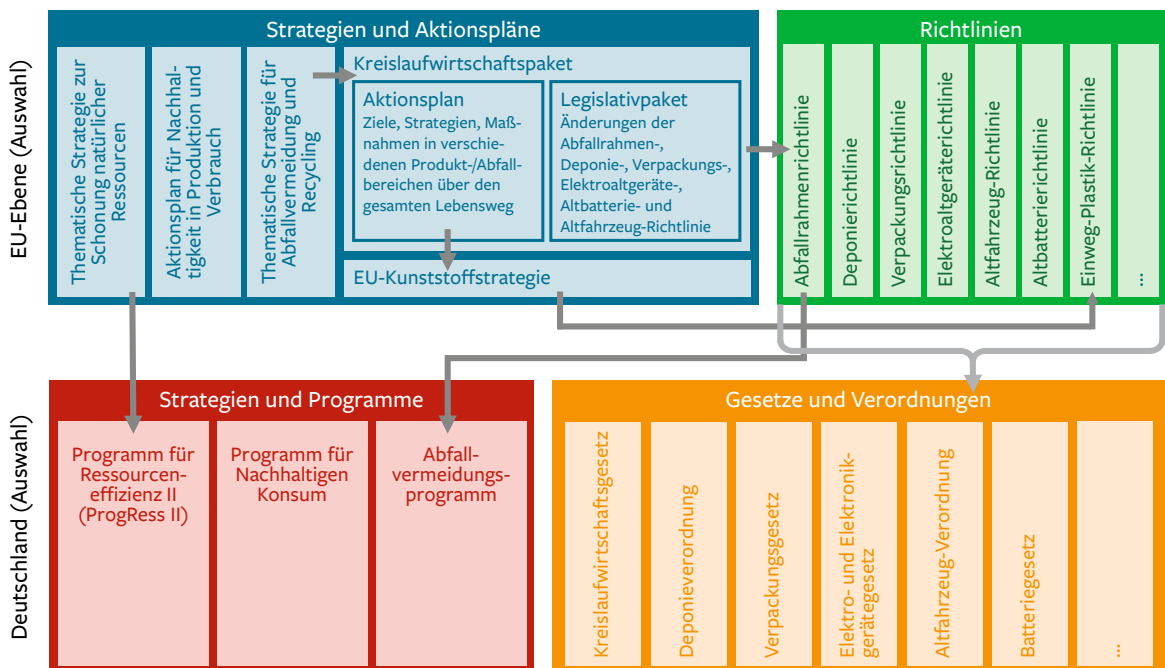 EU-Ebene (Auswahl)
Strategien und Aktionspläne
Thematische Strategie zur
Schonung natürlicher
Ressourcen
Aktionsplan für Nachhal-
tigkeit in Produktion und
Verbrauch
Thematische Strategie für
Abfallvermeidung und
Recycling
Kreislaufwirtschaftspaket
Aktionsplan
Ziele, Strategien, Maß-
nahmen in verschie-
denen Produkt-/Abfall-
bereichen über den
gesamten Lebensweg
Legislativpaket
Änderungen der
Abfallrahmen-,
Deponie-, Verpackungs-,
Elektroaltgeräte-,
Altbatterie- und
Altfahrzeug-Richtlinie
EU-Kunststoffstrategie
Richtlinien
Abfallrahmenrichtlinie
Deponierichtlinie
Verpackungsrichtlinie
Elektroaltgeräterichtlinie
Altfahrzeug-Richtlinie
Altbatterierichtlinie
Einweg-Plastik-Richtlinie
...
Deutschland (Auswahl)
Strategien und Programme
Programm für
Ressourcen-
effizienz II
(ProgRess II)
Programm für
Nachhaltigen
Konsum
Abfall-
vermeidungs-
programm
Gesetze und Verordnungen
Kreislaufwirtschaftsgesetz
Deponieverordnung
Verpackungsgesetz
Elektro- und Elektronik-
gerätegesetz
Altfahrzeug-Verordnung
Batteriegesetz
...